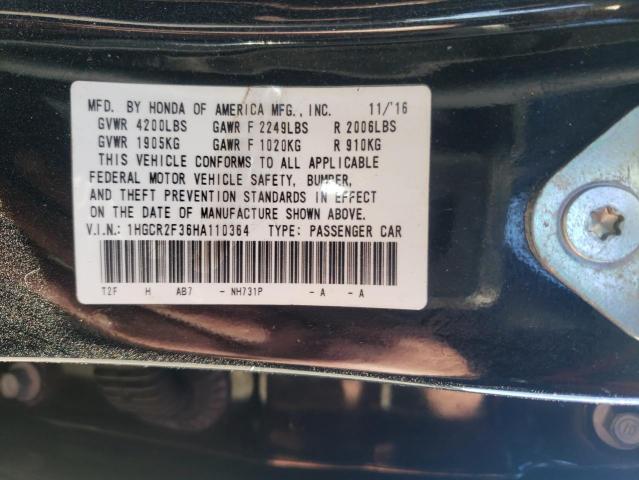 MFD. BY HONDA OF AMERICA MFG., INC. 11/'16
GVWR 4200LBS GAWR F 2249LBS R 2006LBS
GVWR 1905KG GAWR F 1020KG R 910KG
THIS VEHICLE CONFORMS TO ALL APPLICABLE
FEDERAL MOTOR VEHICLE SAFETY, BUMPER,
AND THEFT PREVENTION STANDARDS IN EFFECT
ON THE DATE OF MANUFACTURE SHOWN ABOVE.
V.I.N.: 1HGCR2F36HA110364 TYPE: PASSENGER CAR
T2F H AB7 - NH731P - A - A